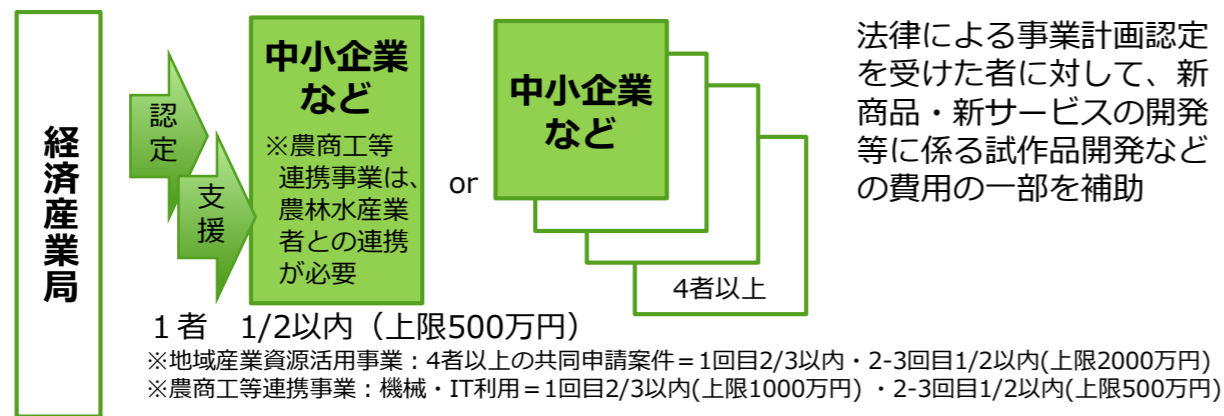 経済産業局
認定
支援
中小企業
など
※農商工等
連携事業は、
農林水産業
者との連携
が必要
or
中小企業
など
4者以上
法律による事業計画認定
を受けた者に対して、新
商品・新サービスの開発
等に係る試作品開発など
の費用の一部を補助
１者　1/2以内（上限500万円）
※地域産業資源活用事業：4者以上の共同申請案件＝1回目2/3以内・2-3回目1/2以内(上限2000万円)
※農商工等連携事業：機械・IT利用＝1回目2/3以内(上限1000万円) ・2-3回目1/2以内(上限500万円)